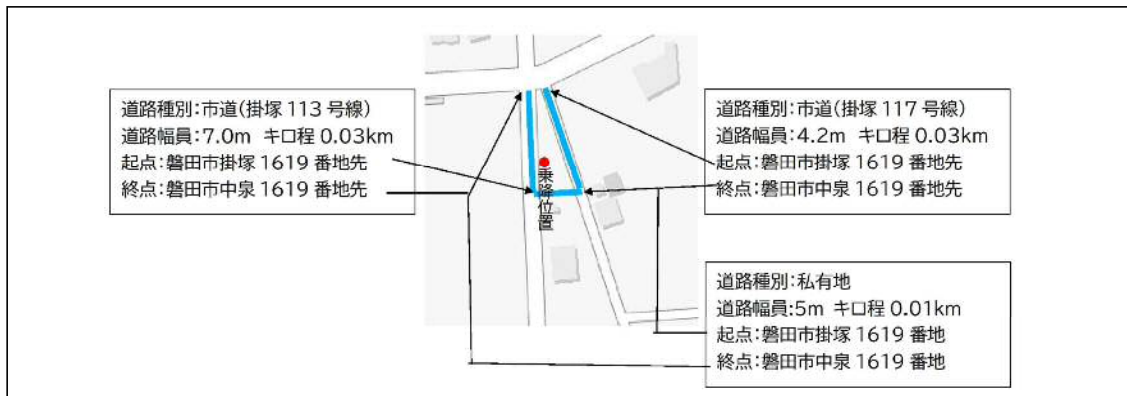 道路種別:市道(掛塚 113 号線)
道路幅員:7.0m キロ程 0.03km
起点:磐田市掛塚 1619 番地先
終点:磐田市中泉 1619 番地先
乗降位置
道路種別:市道(掛塚 117 号線)
道路幅員:4.2m キロ程 0.03km
起点:磐田市掛塚 1619 番地先
終点:磐田市中泉 1619 番地先
道路種別:私有地
道路幅員:5m キロ程 0.01km
起点:磐田市掛塚 1619 番地
終点:磐田市中泉 1619 番地